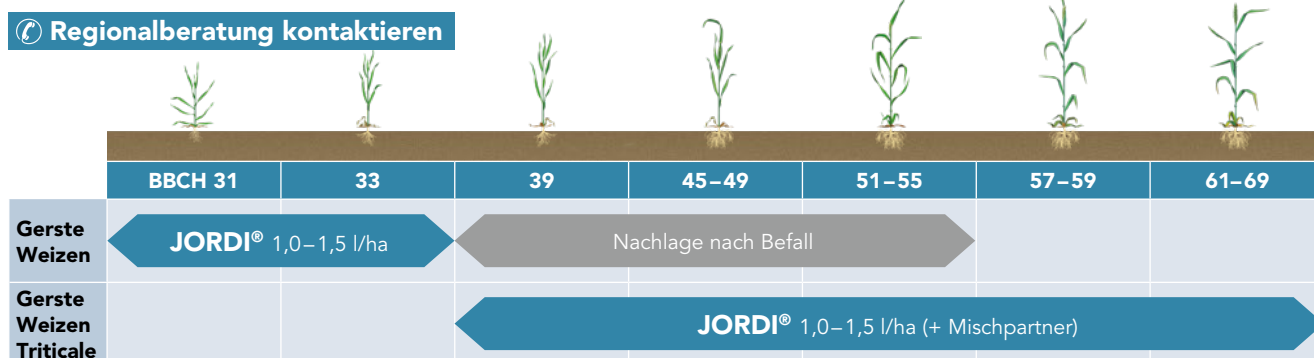 ✆ Regionalberatung kontaktieren
BBCH 31 33 39 45–49 51–55 57–59 61–69
Gerste
Weizen
JORDI® 1,0–1,5 l/ha
Nachlage nach Befall
Gerste
Weizen
Triticale
JORDI® 1,0–1,5 l/ha (+ Mischpartner)